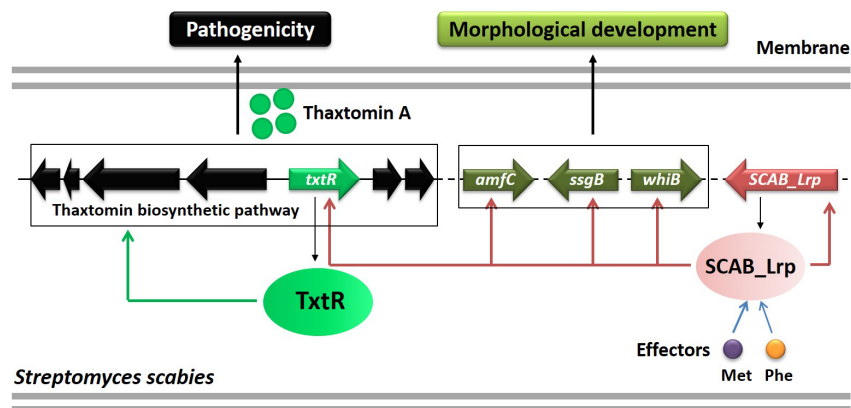 Pathogenicity
Morphological development
Membrane
Thaxtomin A
txtR
amfC
ssgB
whiB
SCAB_Lrp
Thaxtomin biosynthetic pathway
TxtR
SCAB_Lrp
Effectors
Met
Phe
Streptomyces scabies